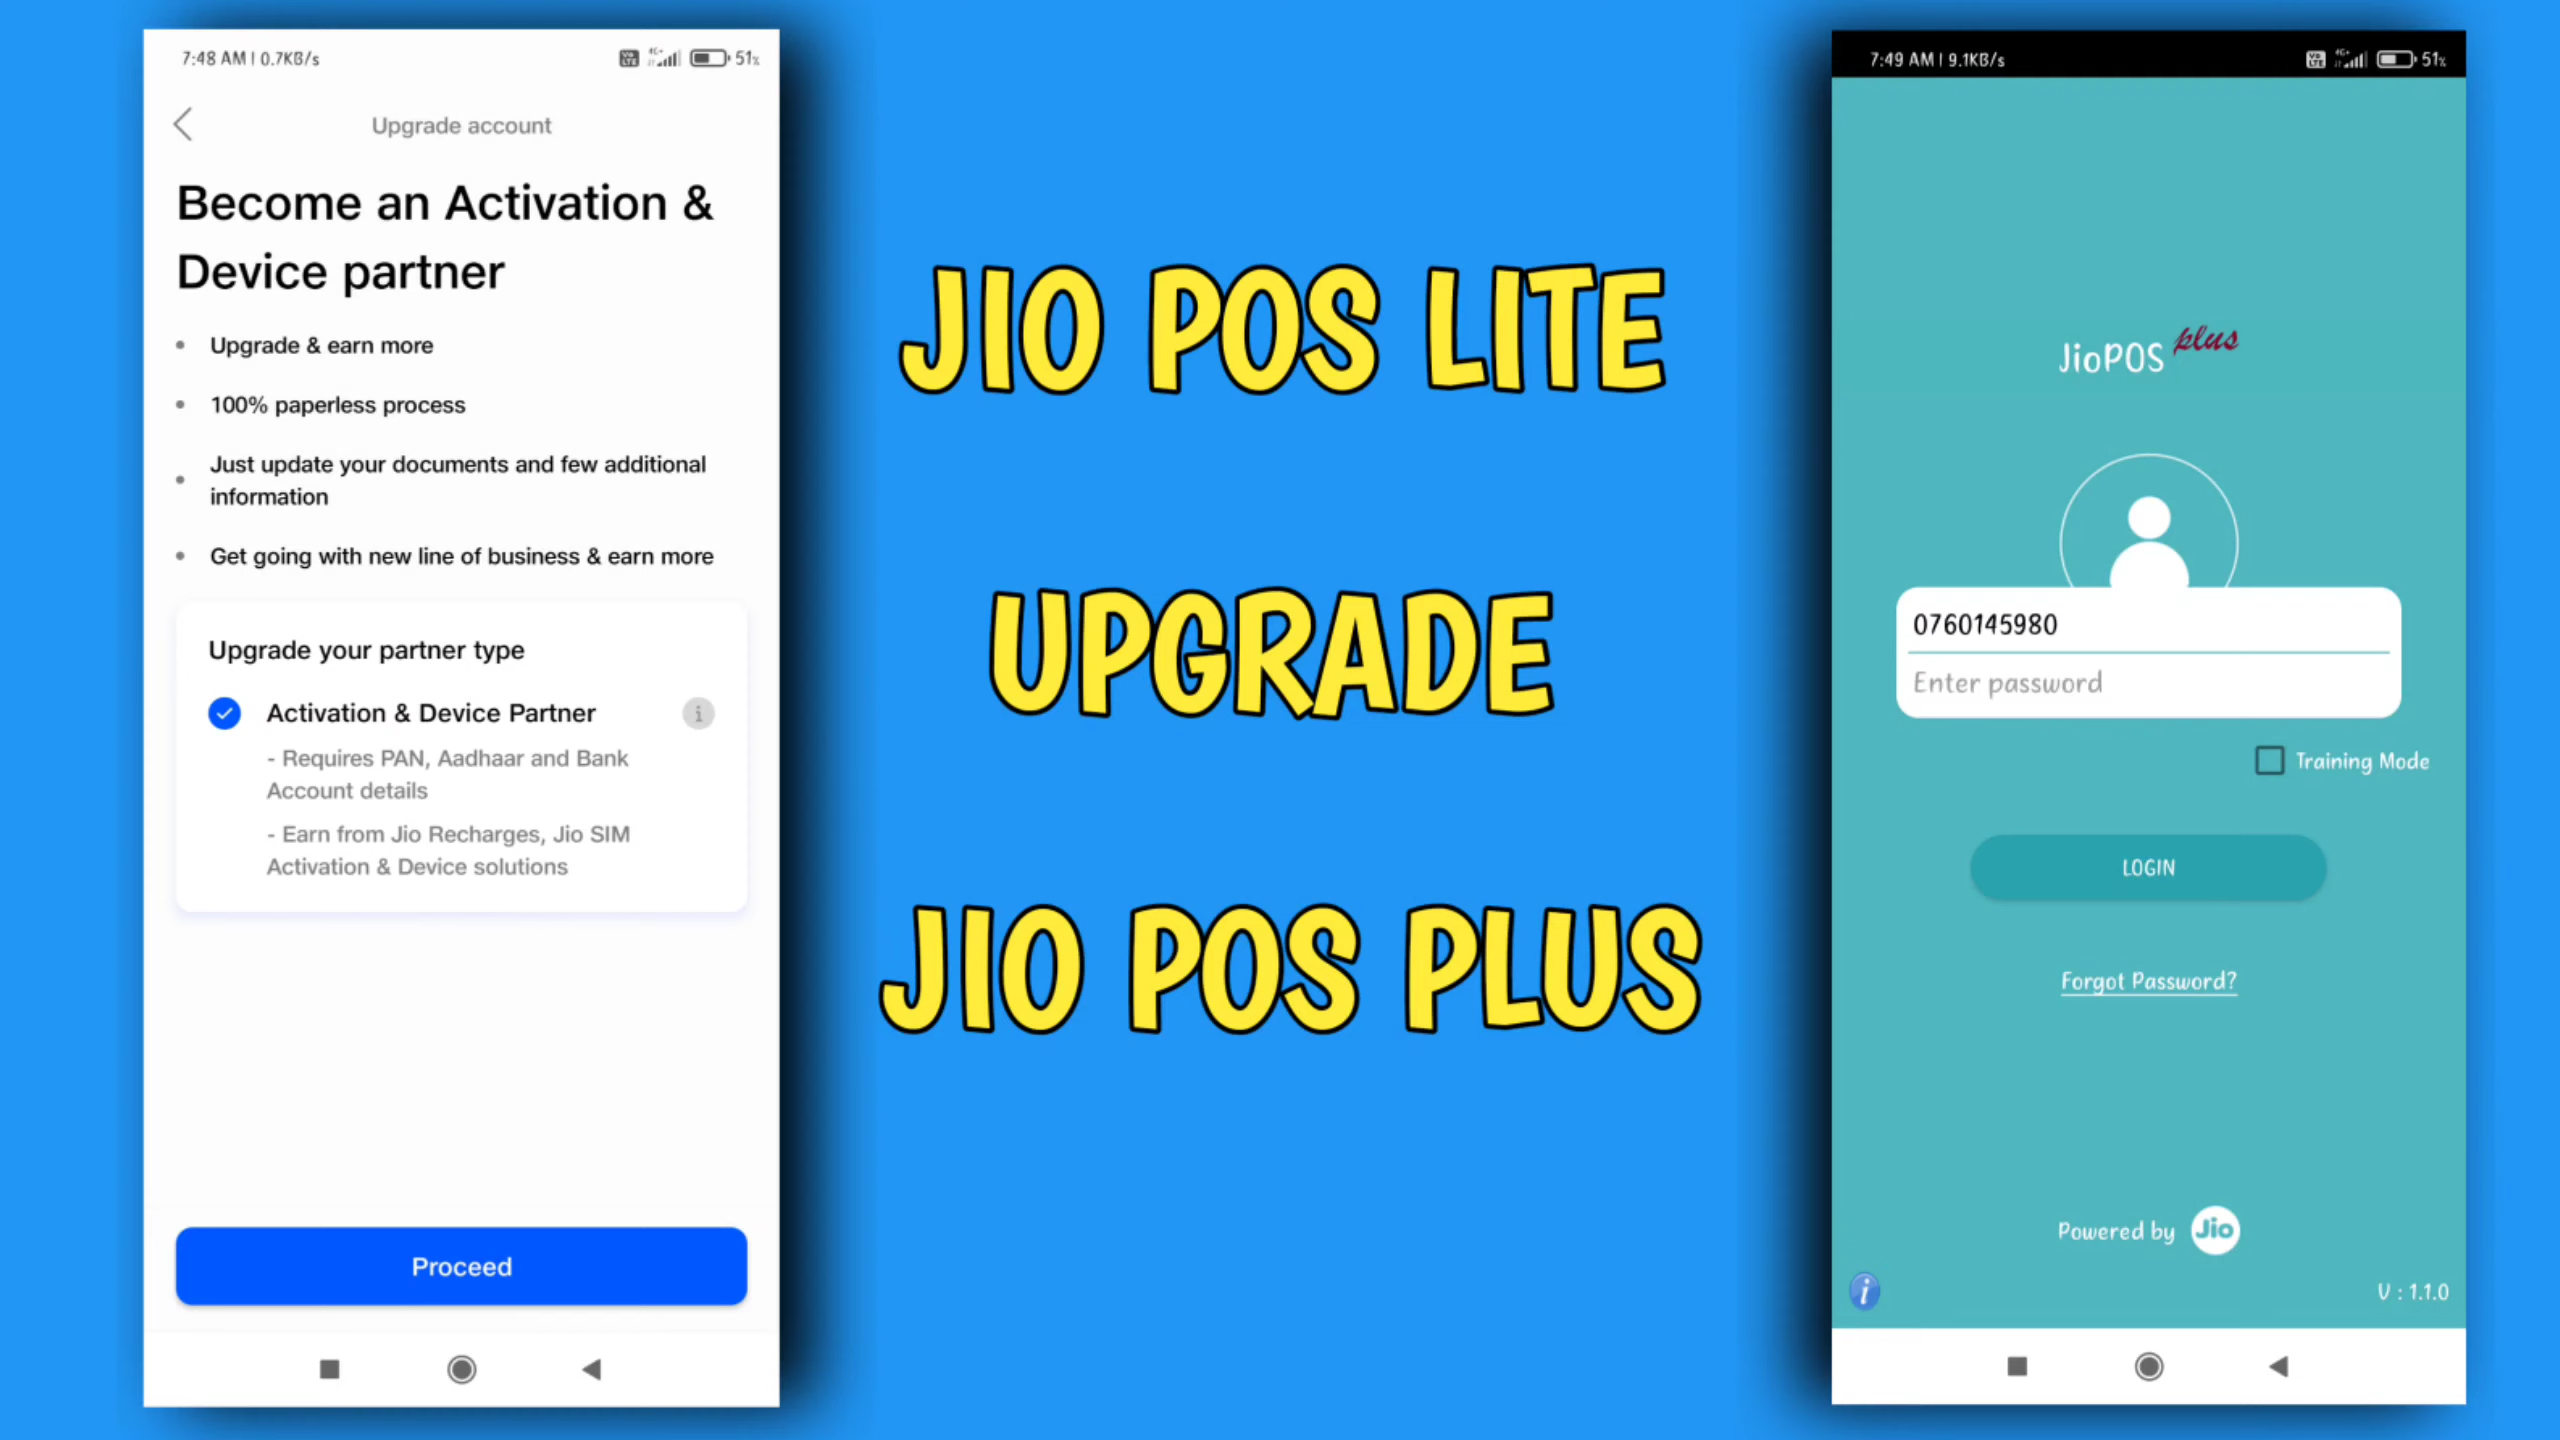 7:48 AM | 0.7KB/s
51%
Upgrade account
Become an Activation &
Device partner
• Upgrade & earn more
• 100% paperless process
• Just update your documents and few additional
information
• Get going with new line of business & earn more
Upgrade your partner type
Activation & Device Partner
- Requires PAN, Aadhaar and Bank
Account details
- Earn from Jio Recharges, Jio SIM
Activation & Device solutions
Proceed
JIO POS LITE
UPGRADE
JIO POS PLUS
7:49 AM | 9.1KB/s
51%
JioPOS plus
0760145980
Enter password
Training Mode
LOGIN
Forgot Password?
Powered by Jio
V : 1.1.0